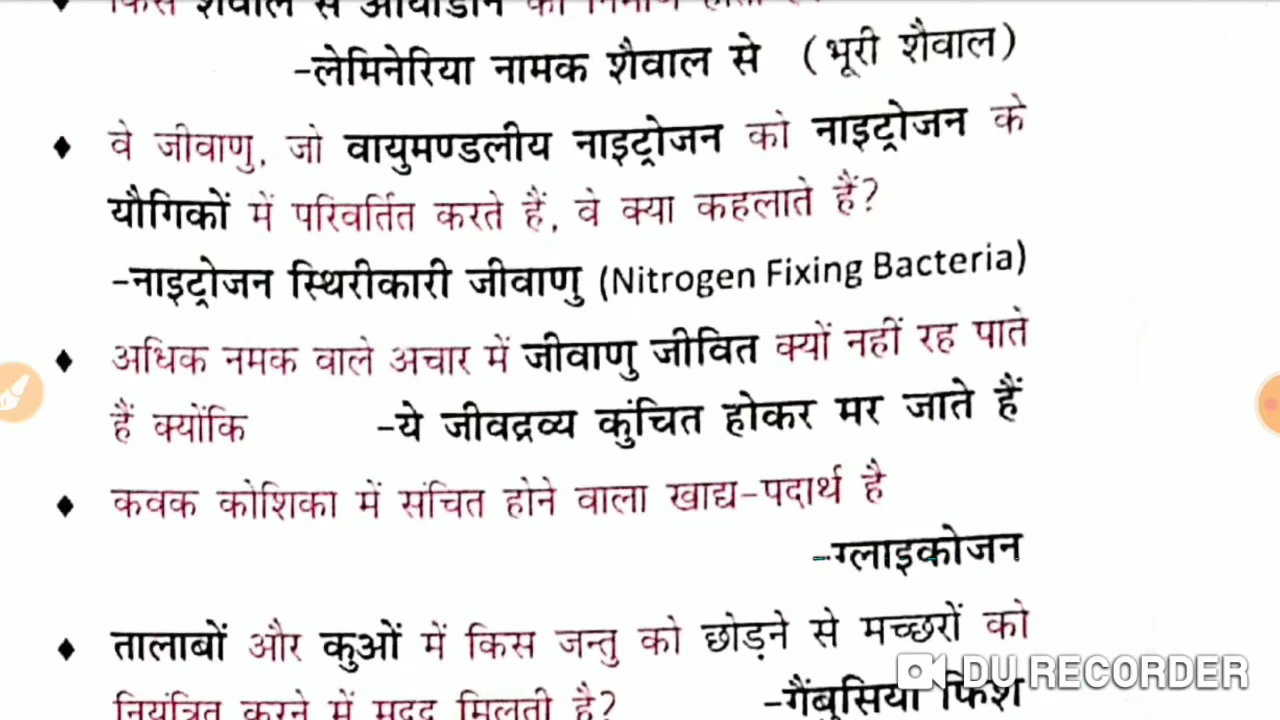 किस शैवाल से आयोडीन का निर्माण होता
-लेमिनेरिया नामक शैवाल से (भूरी शैवाल)
♦ वे जीवाणु, जो वायुमण्डलीय नाइट्रोजन को नाइट्रोजन के
यौगिकों में परिवर्तित करते हैं, वे क्या कहलाते हैं?
-नाइट्रोजन स्थिरीकारी जीवाणु (Nitrogen Fixing Bacteria)
♦ अधिक नमक वाले अचार में जीवाणु जीवित क्यों नहीं रह पाते
हैं क्योंकि -ये जीवद्रव्य कुंचित होकर मर जाते हैं
♦ कवक कोशिका में संचित होने वाला खाद्य-पदार्थ है
-ग्लाइकोजन
♦ तालाबों और कुओं में किस जन्तु को छोड़ने से मच्छरों को
नियंत्रित करने में मदद मिलती है? -गैंबुसिया फिश
DU RECORDER